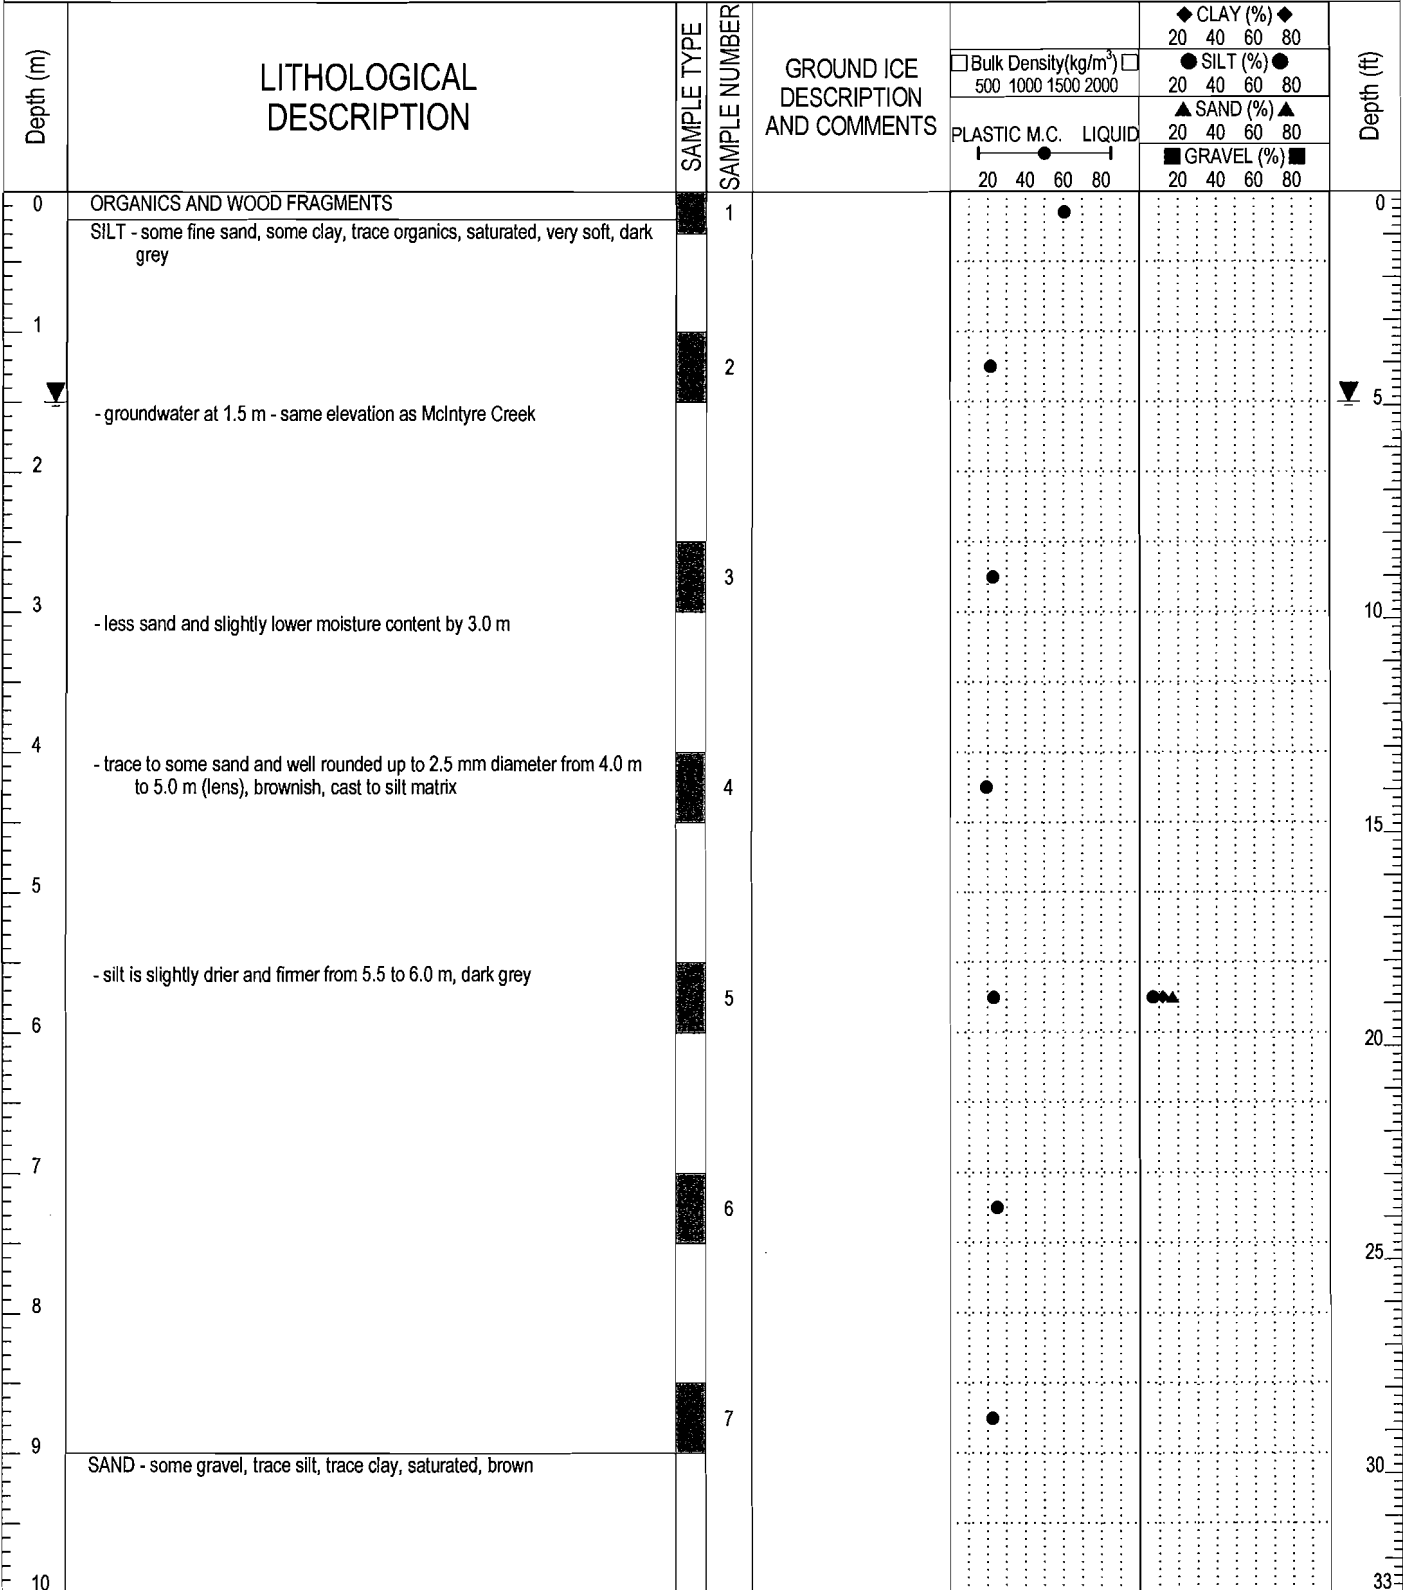 Depth (m)
LITHOLOGICAL
DESCRIPTION
SAMPLE TYPE
SAMPLE NUMBER
GROUND ICE
DESCRIPTION
AND COMMENTS
Bulk Density(kg/m³)
500 1000 1500 2000
PLASTIC M.C. LIQUID
20 40 60 80
CLAY (%)
20 40 60 80
SILT (%)
20 40 60 80
SAND (%)
20 40 60 80
GRAVEL (%)
20 40 60 80
Depth (ft)
0
ORGANICS AND WOOD FRAGMENTS
1
0
SILT - some fine sand, some clay, trace organics, saturated, very soft, dark
grey
1
2
- groundwater at 1.5 m - same elevation as McIntyre Creek
5
2
3
3
- less sand and slightly lower moisture content by 3.0 m
10
4
- trace to some sand and well rounded up to 2.5 mm diameter from 4.0 m
to 5.0 m (lens), brownish, cast to silt matrix
4
15
5
- silt is slightly drier and firmer from 5.5 to 6.0 m, dark grey
5
6
20
7
6
25
8
7
9
SAND - some gravel, trace silt, trace clay, saturated, brown
30
10
33